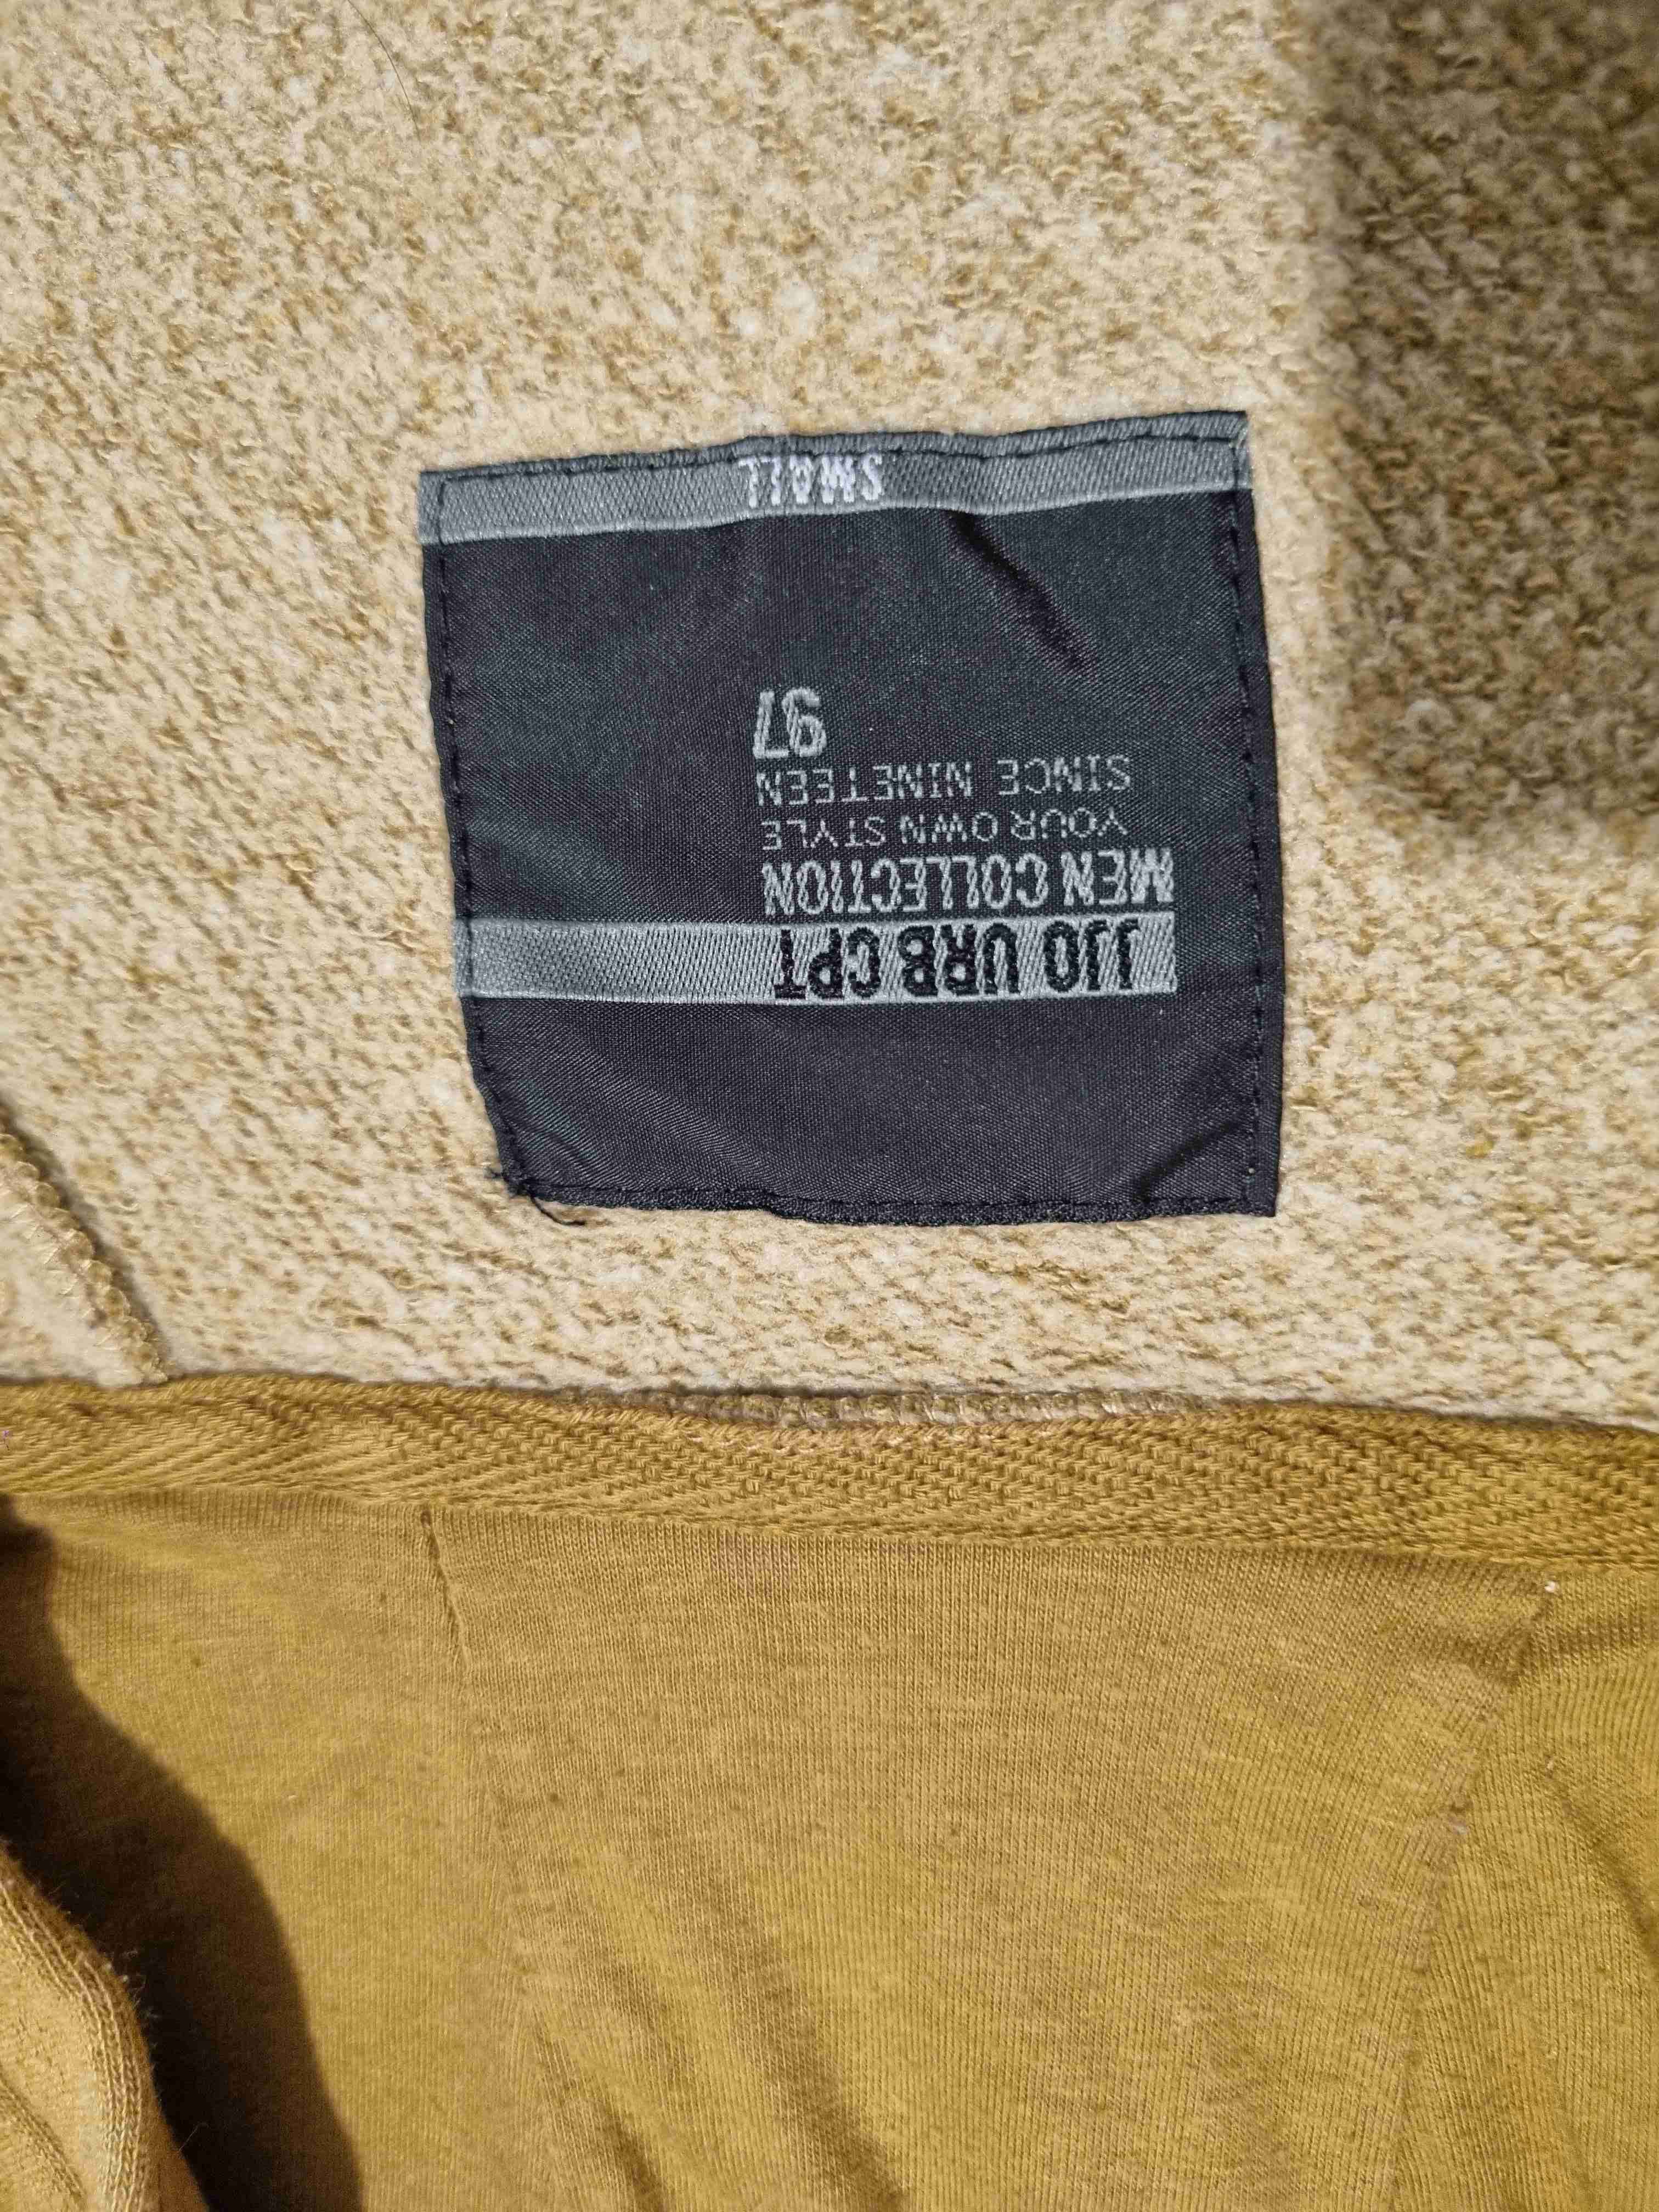 JJO URB CPT
MEN COLLECTION
YOUR OWN STYLE
SINCE NINETEEN
97
SMALL